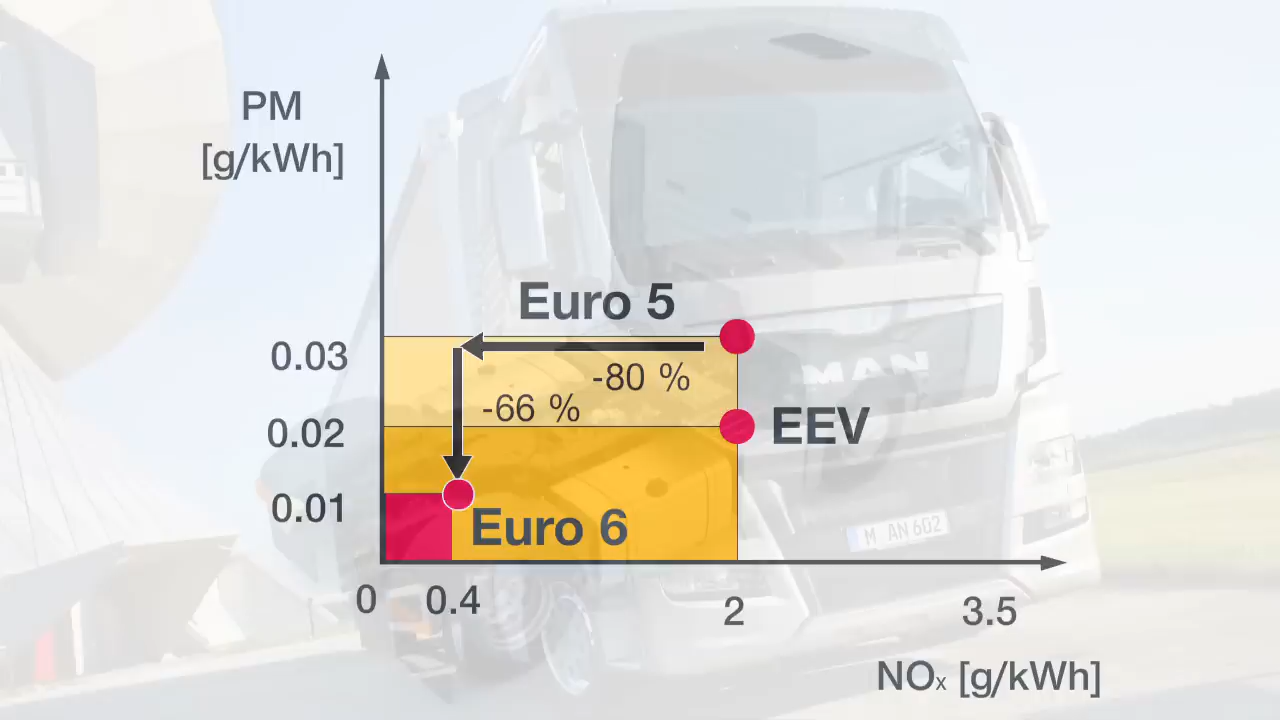 PM
[g/kWh]
Euro 5
0.03
-80 %
-66 %
MAN
0.02
EEV
0.01
Euro 6
M AN 602
0
0.4
2
3.5
NOx [g/kWh]